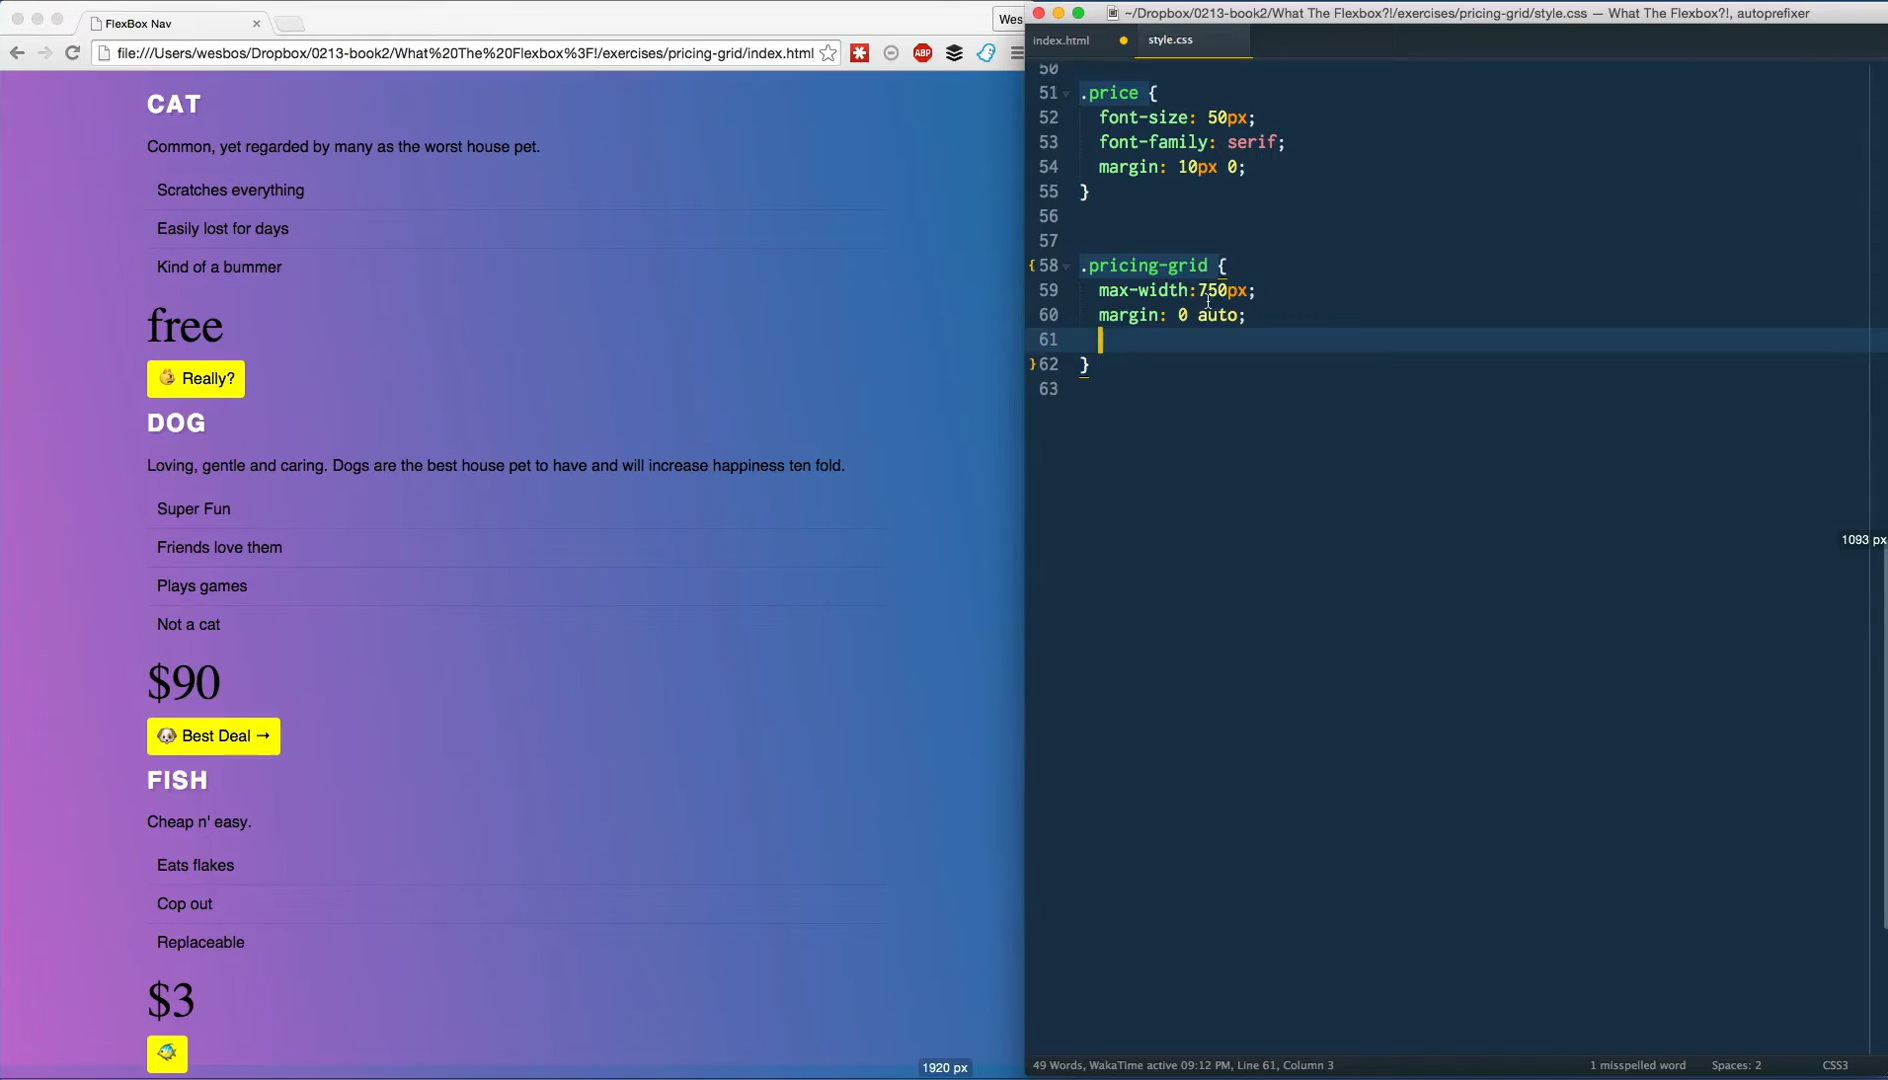 FlexBox Nav
Wes
file:///Users/wesbos/Dropbox/0213-book2/What%20The%20Flexbox%3F!/exercises/pricing-grid/index.html
ABP
CAT
Common, yet regarded by many as the worst house pet.
Scratches everything
Easily lost for days
Kind of a bummer
free
Really?
DOG
Loving, gentle and caring. Dogs are the best house pet to have and will increase happiness ten fold.
Super Fun
Friends love them
Plays games
Not a cat
$90
Best Deal →
FISH
Cheap n' easy.
Eats flakes
Cop out
Replaceable
$3
1920 px
~/Dropbox/0213-book2/What The Flexbox?!/exercises/pricing-grid/style.css — What The Flexbox?!, autoprefixer
index.html
style.css
50
51 .price {
52 font-size: 50px;
53 font-family: serif;
54 margin: 10px 0;
55 }
56
57
58 .pricing-grid {
59 max-width:750px;
60 margin: 0 auto;
61
62 }
63
1093 px
49 Words, WakaTime active 09:12 PM, Line 61, Column 3
1 misspelled word
Spaces: 2
CSS3